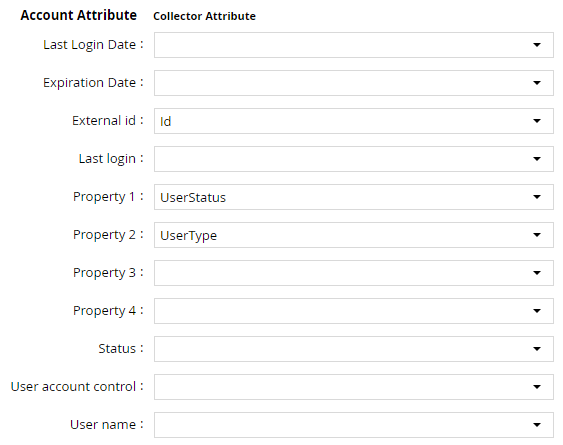 Account Attribute Collector Attribute
Last Login Date :
Expiration Date :
External id : Id
Last login :
Property 1 : UserStatus
Property 2 : UserType
Property 3 :
Property 4 :
Status :
User account control :
User name :